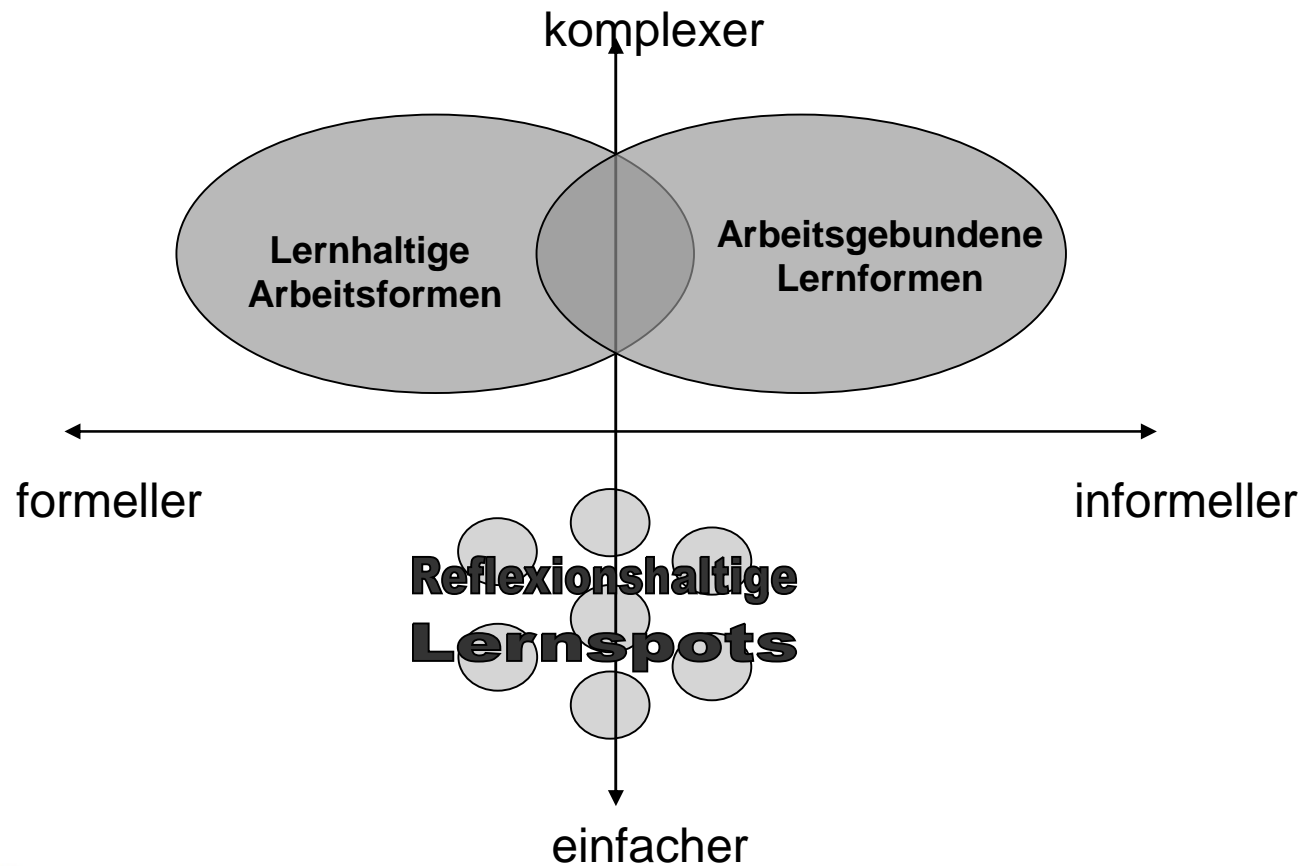 komplexer
Lernhaltige
Arbeitsformen
Arbeitsgebundene
Lernformen
formeller
informeller
Reflexionshaltige
Lernspots
einfacher